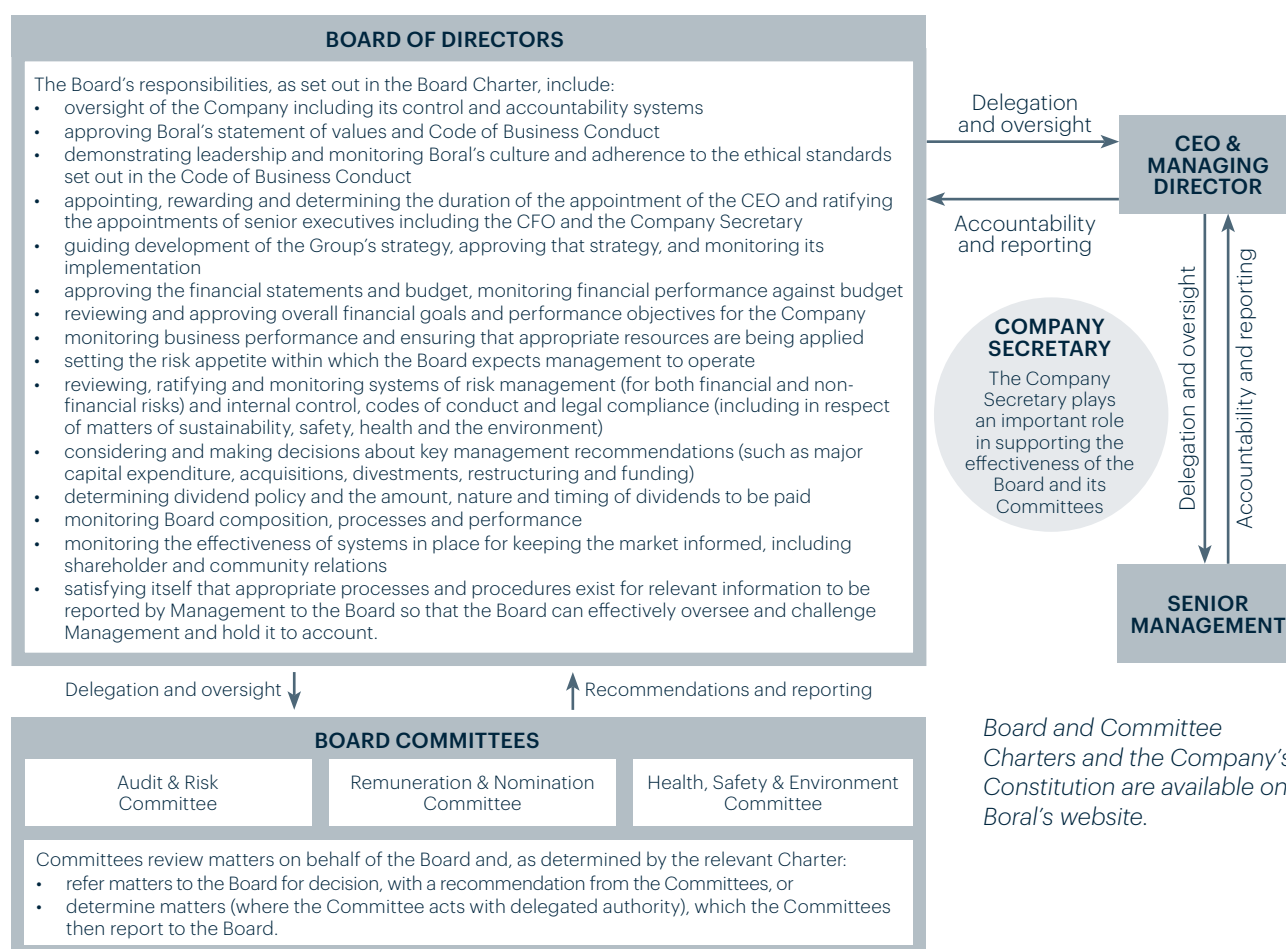 BOARD OF DIRECTORS
The Board's responsibilities, as set out in the Board Charter, include:
• oversight of the Company including its control and accountability systems
• approving Boral's statement of values and Code of Business Conduct
• demonstrating leadership and monitoring Boral's culture and adherence to the ethical standards
set out in the Code of Business Conduct
• appointing, rewarding and determining the duration of the appointment of the CEO and ratifying
the appointments of senior executives including the CFO and the Company Secretary
• guiding development of the Group's strategy, approving that strategy, and monitoring its
implementation
• approving the financial statements and budget, monitoring financial performance against budget
• reviewing and approving overall financial goals and performance objectives for the Company
• monitoring business performance and ensuring that appropriate resources are being applied
• setting the risk appetite within which the Board expects management to operate
• reviewing, ratifying and monitoring systems of risk management (for both financial and non-
financial risks) and internal control, codes of conduct and legal compliance (including in respect
of matters of sustainability, safety, health and the environment)
• considering and making decisions about key management recommendations (such as major
capital expenditure, acquisitions, divestments, restructuring and funding)
• determining dividend policy and the amount, nature and timing of dividends to be paid
• monitoring Board composition, processes and performance
• monitoring the effectiveness of systems in place for keeping the market informed, including
shareholder and community relations
• satisfying itself that appropriate processes and procedures exist for relevant information to be
reported by Management to the Board so that the Board can effectively oversee and challenge
Management and hold it to account.
Delegation
and oversight
CEO &
MANAGING
DIRECTOR
Accountability
and reporting
COMPANY
SECRETARY
The Company
Secretary plays
an important role
in supporting the
effectiveness of the
Board and its
Committees
Delegation and oversight
Accountability and reporting
SENIOR
MANAGEMENT
Delegation and oversight
Recommendations and reporting
BOARD COMMITTEES
Audit & Risk
Committee
Remuneration & Nomination
Committee
Health, Safety & Environment
Committee
Committees review matters on behalf of the Board and, as determined by the relevant Charter:
• refer matters to the Board for decision, with a recommendation from the Committees, or
• determine matters (where the Committee acts with delegated authority), which the Committees
then report to the Board.
Board and Committee
Charters and the Company's
Constitution are available on
Boral's website.